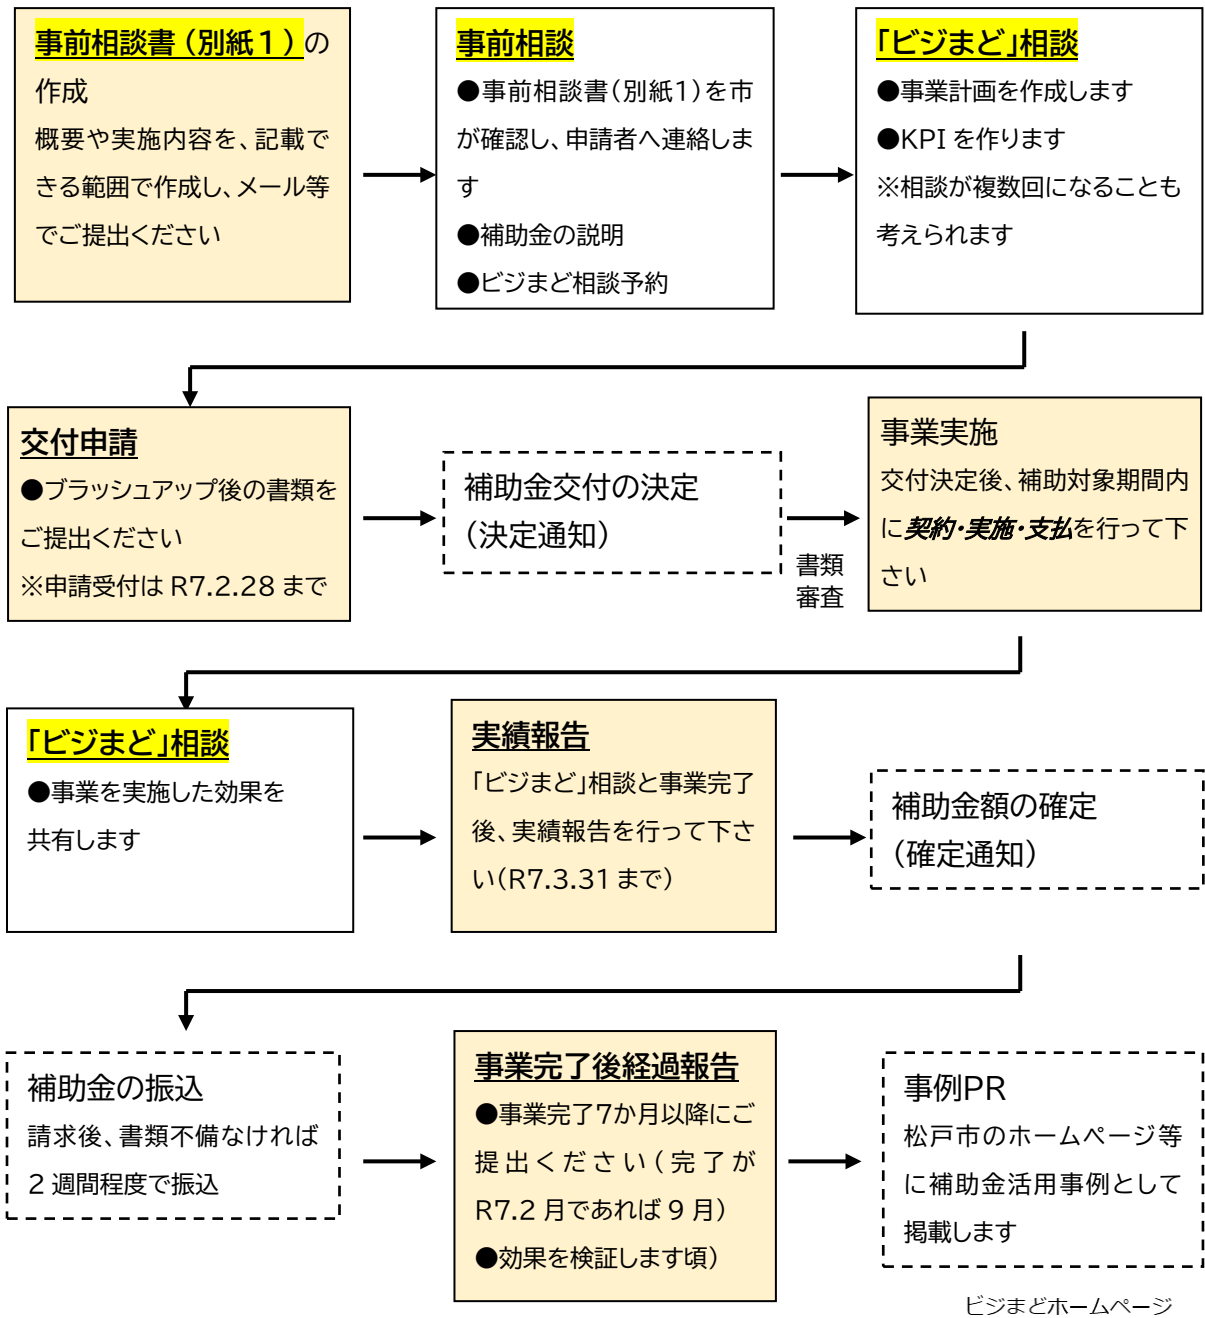 事前相談書（別紙１）の
作成
概要や実施内容を、記載で
きる範囲で作成し、メール等
でご提出ください
事前相談
●事前相談書（別紙1）を市
が確認し、申請者へ連絡しま
す
●補助金の説明
●ビジまど相談予約
「ビジまど」相談
●事業計画を作成します
●KPIを作ります
※相談が複数回になることも
考えられます
交付申請
●ブラッシュアップ後の書類を
ご提出ください
※申請受付は R7.2.28 まで
補助金交付の決定
（決定通知）
書類
審査
事業実施
交付決定後、補助対象期間内
に契約・実施・支払を行って下
さい
「ビジまど」相談
●事業を実施した効果を
共有します
実績報告
「ビジまど」相談と事業完了
後、実績報告を行って下さ
い（R7.3.31 まで）
補助金額の確定
（確定通知）
補助金の振込
請求後、書類不備なければ
2 週間程度で振込
事業完了後経過報告
●事業完了7か月以降にご
提出ください（完了が
R7.2 月であれば 9 月）
●効果を検証します頃）
事例PR
松戸市のホームページ等
に補助金活用事例として
掲載します
ビジまどホームページ